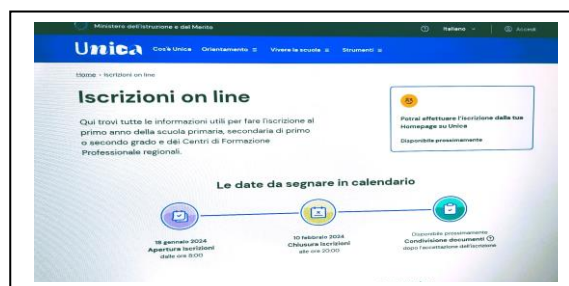 Ministero dell'Istruzione e del Merito
Italiano
Accedi
Unica
Cos'è Unica Orientamento Vivere la scuola Strumenti
Home - Iscrizioni on line
Iscrizioni on line
Qui trovi tutte le informazioni utili per fare l'iscrizione al
primo anno della scuola primaria, secondaria di primo
o secondo grado e dei Centri di Formazione
Professionale regionali.
Potrai effettuare l'iscrizione dalla tua
Homepage su Unica
Disponibile prossimamente
Le date da segnare in calendario
18 gennaio 2024
Apertura Iscrizioni
dalle ore 8:00
10 febbraio 2024
Chiusura Iscrizioni
alle ore 20:00
Disponibile prossimamente
Condivisione documenti
dopo l'accettazione dell'iscrizione